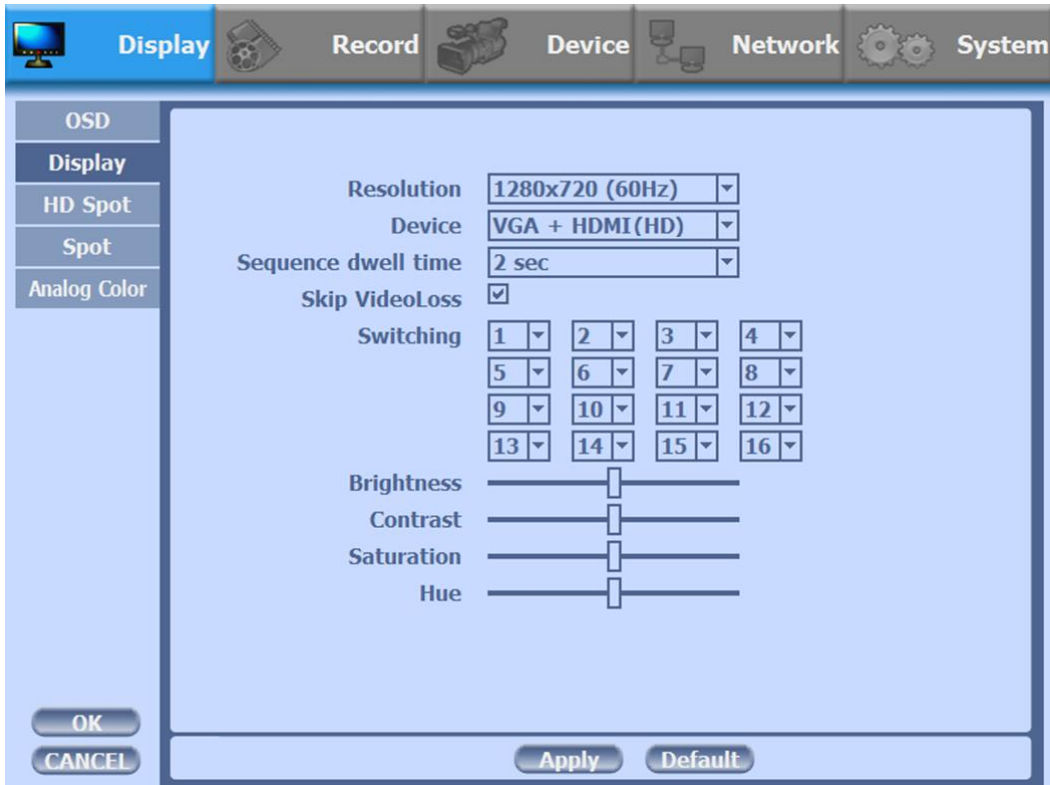 Display Record Device Network System
OSD
Display
HD Spot
Spot
Analog Color
Resolution 1280x720 (60Hz)
Device VGA + HDMI(HD)
Sequence dwell time 2 sec
Skip VideoLoss
Switching 1 2 3 4
5 6 7 8
9 10 11 12
13 14 15 16
Brightness
Contrast
Saturation
Hue
OK
CANCEL
Apply Default